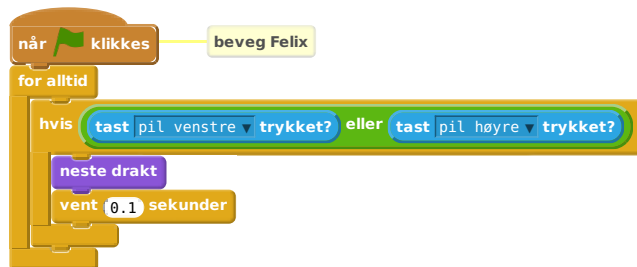 når klikkes beveg Felix
for alltid
hvis tast pil venstre trykket? eller tast pil høyre trykket?
neste drakt
vent 0.1 sekunder